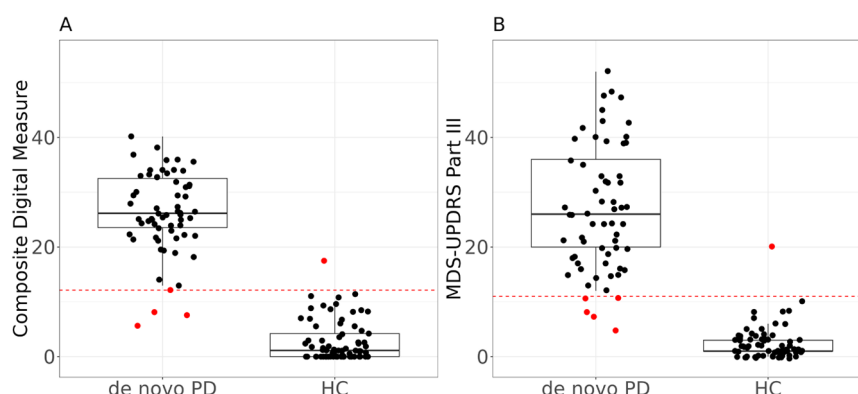 A
Composite Digital Measure
40
20
0
de novo PD
HC
B
MDS-UPDRS Part III
40
20
0
de novo PD
HC